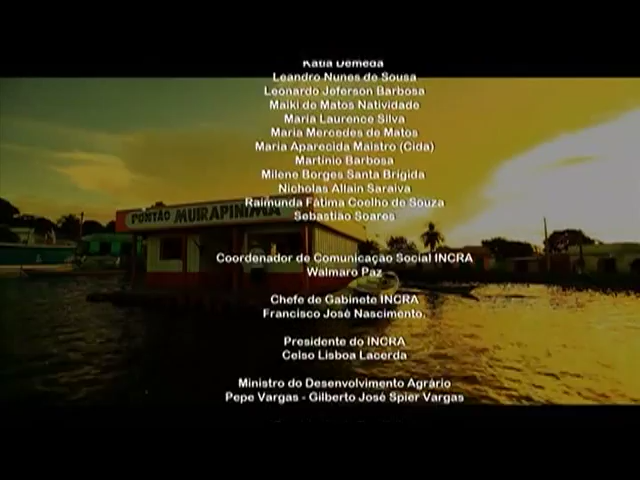 Katia Demeda
Leandro Nunes de Sousa
Leonardo Jeferson Barbosa
Maiki de Matos Natividade
Maria Laurence Silva
Maria Mercedes de Matos
Maria Aparecida Maistro (Cida)
Martinio Barbosa
Milene Borges Santa Brigida
Nicholas Allain Saraiva
Raimunda Fátima Coelho de Souza
Sebastião Soares
PONTÃO MUIRAPINIMA
Coordenador de Comunicação Social INCRA
Walmaro Paz
Chefe de Gabinete INCRA
Francisco José Nascimento.
Presidente do INCRA
Celso Lisboa Lacerda
Ministro do Desenvolvimento Agrário
Pepe Vargas - Gilberto José Spier Vargas